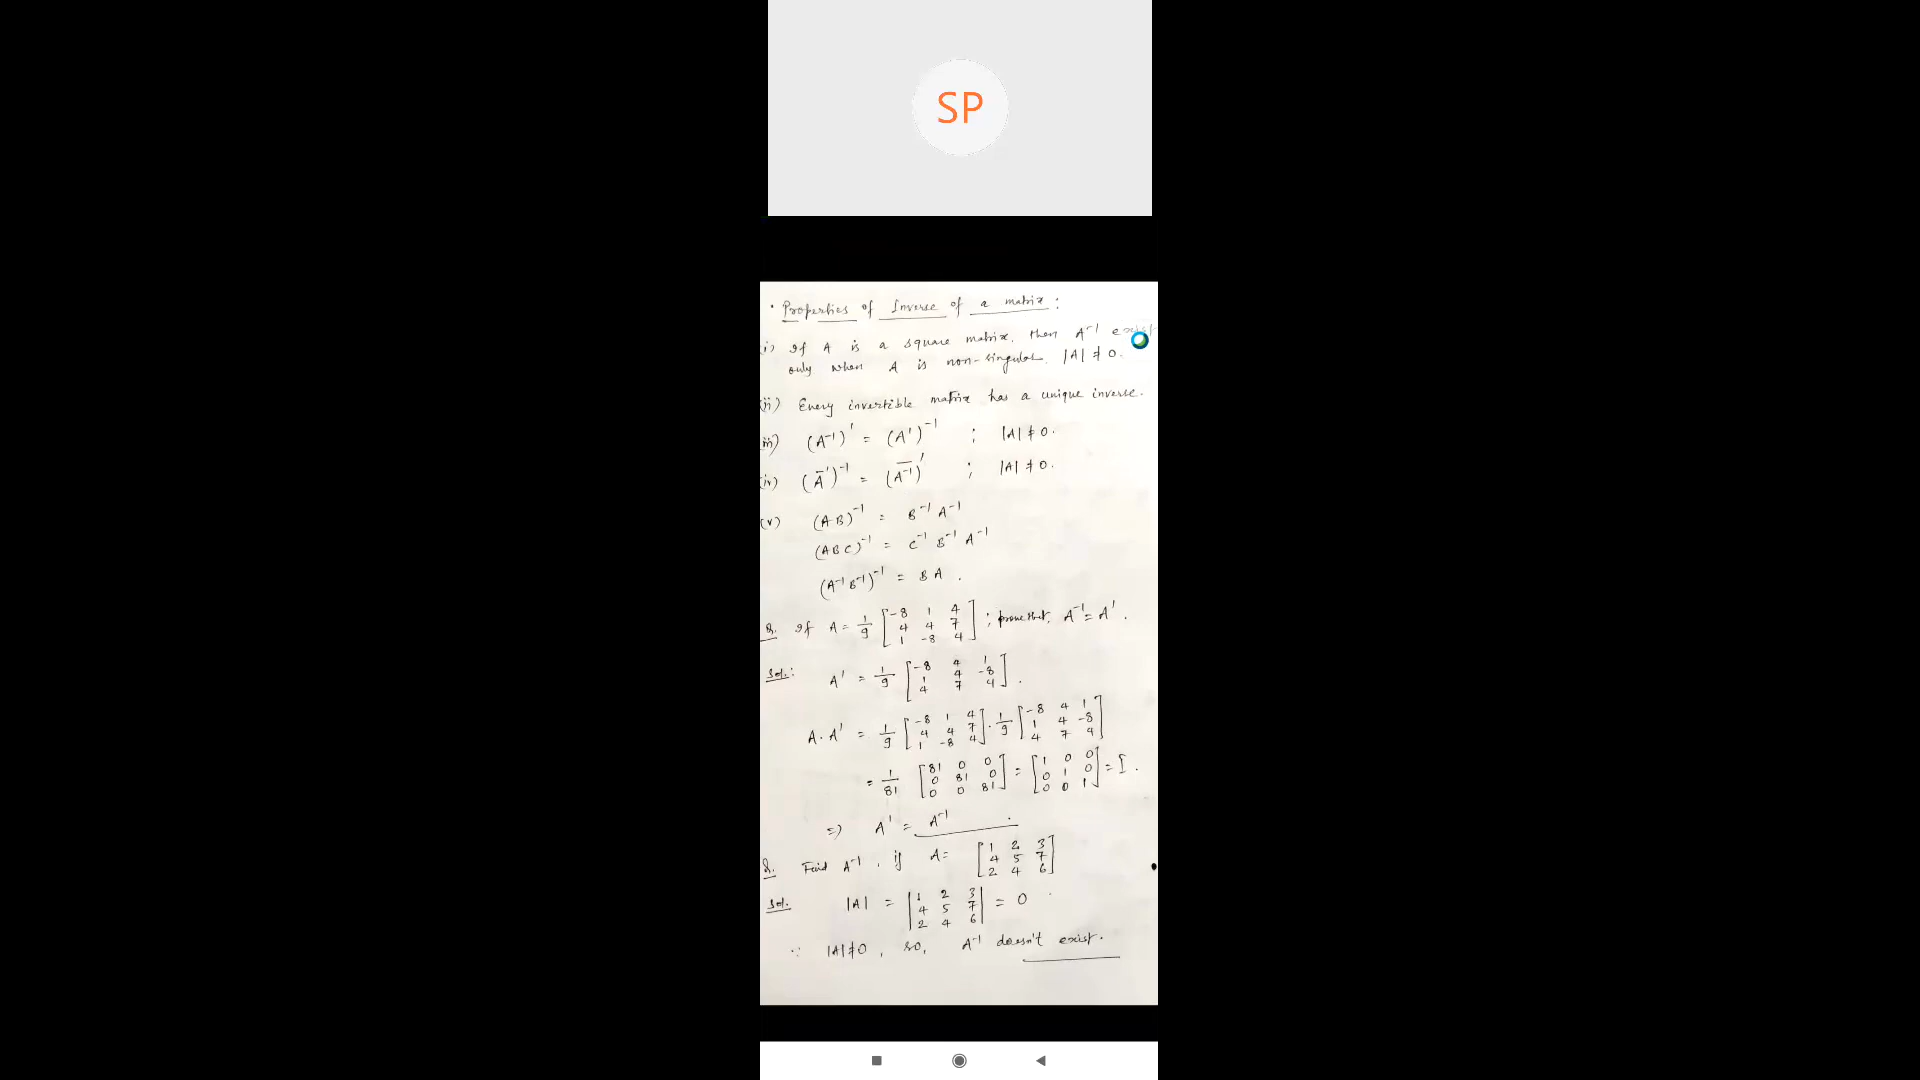 SP
• Properties of Inverse of a matrix :
(i) If A is a square matrix, then A⁻¹ exist
only when A is non-singular, |A| ≠ 0.
(ii) Every invertible matrix has a unique inverse.
(iii) (A⁻¹)' = (A')⁻¹ ; |A| ≠ 0.
(iv) (A̅')⁻¹ = (A̅⁻̅¹̅)' ; |A| ≠ 0.
(v) (AB)⁻¹ = B⁻¹ A⁻¹
(ABC)⁻¹ = C⁻¹ B⁻¹ A⁻¹
(A⁻¹B⁻¹)⁻¹ = BA.
Q. If A = 1/9 [-8 1 4; 4 4 7; 1 -8 4] ; prove that, A⁻¹ = A'.
Sol: A' = 1/9 [-8 4 1; 1 4 -8; 4 7 4].
A.A' = 1/9 [-8 1 4; 4 4 7; 1 -8 4] . 1/9 [-8 4 1; 1 4 -8; 4 7 4]
= 1/81 [81 0 0; 0 81 0; 0 0 81] = [1 0 0; 0 1 0; 0 0 1] = I.
=> A' = A⁻¹.
Q. Find A⁻¹, if A = [1 2 3; 4 5 7; 2 4 6]
Sol. |A| = |1 2 3; 4 5 7; 2 4 6| = 0
∵ |A| ≠ 0, so, A⁻¹ doesn't exist.